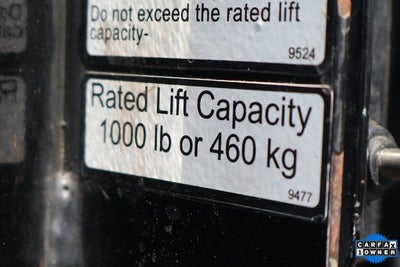 Do not exceed the rated lift
capacity-
9524
Rated Lift Capacity
1000 lb or 460 kg
9477
CARFAX
1 OWNER